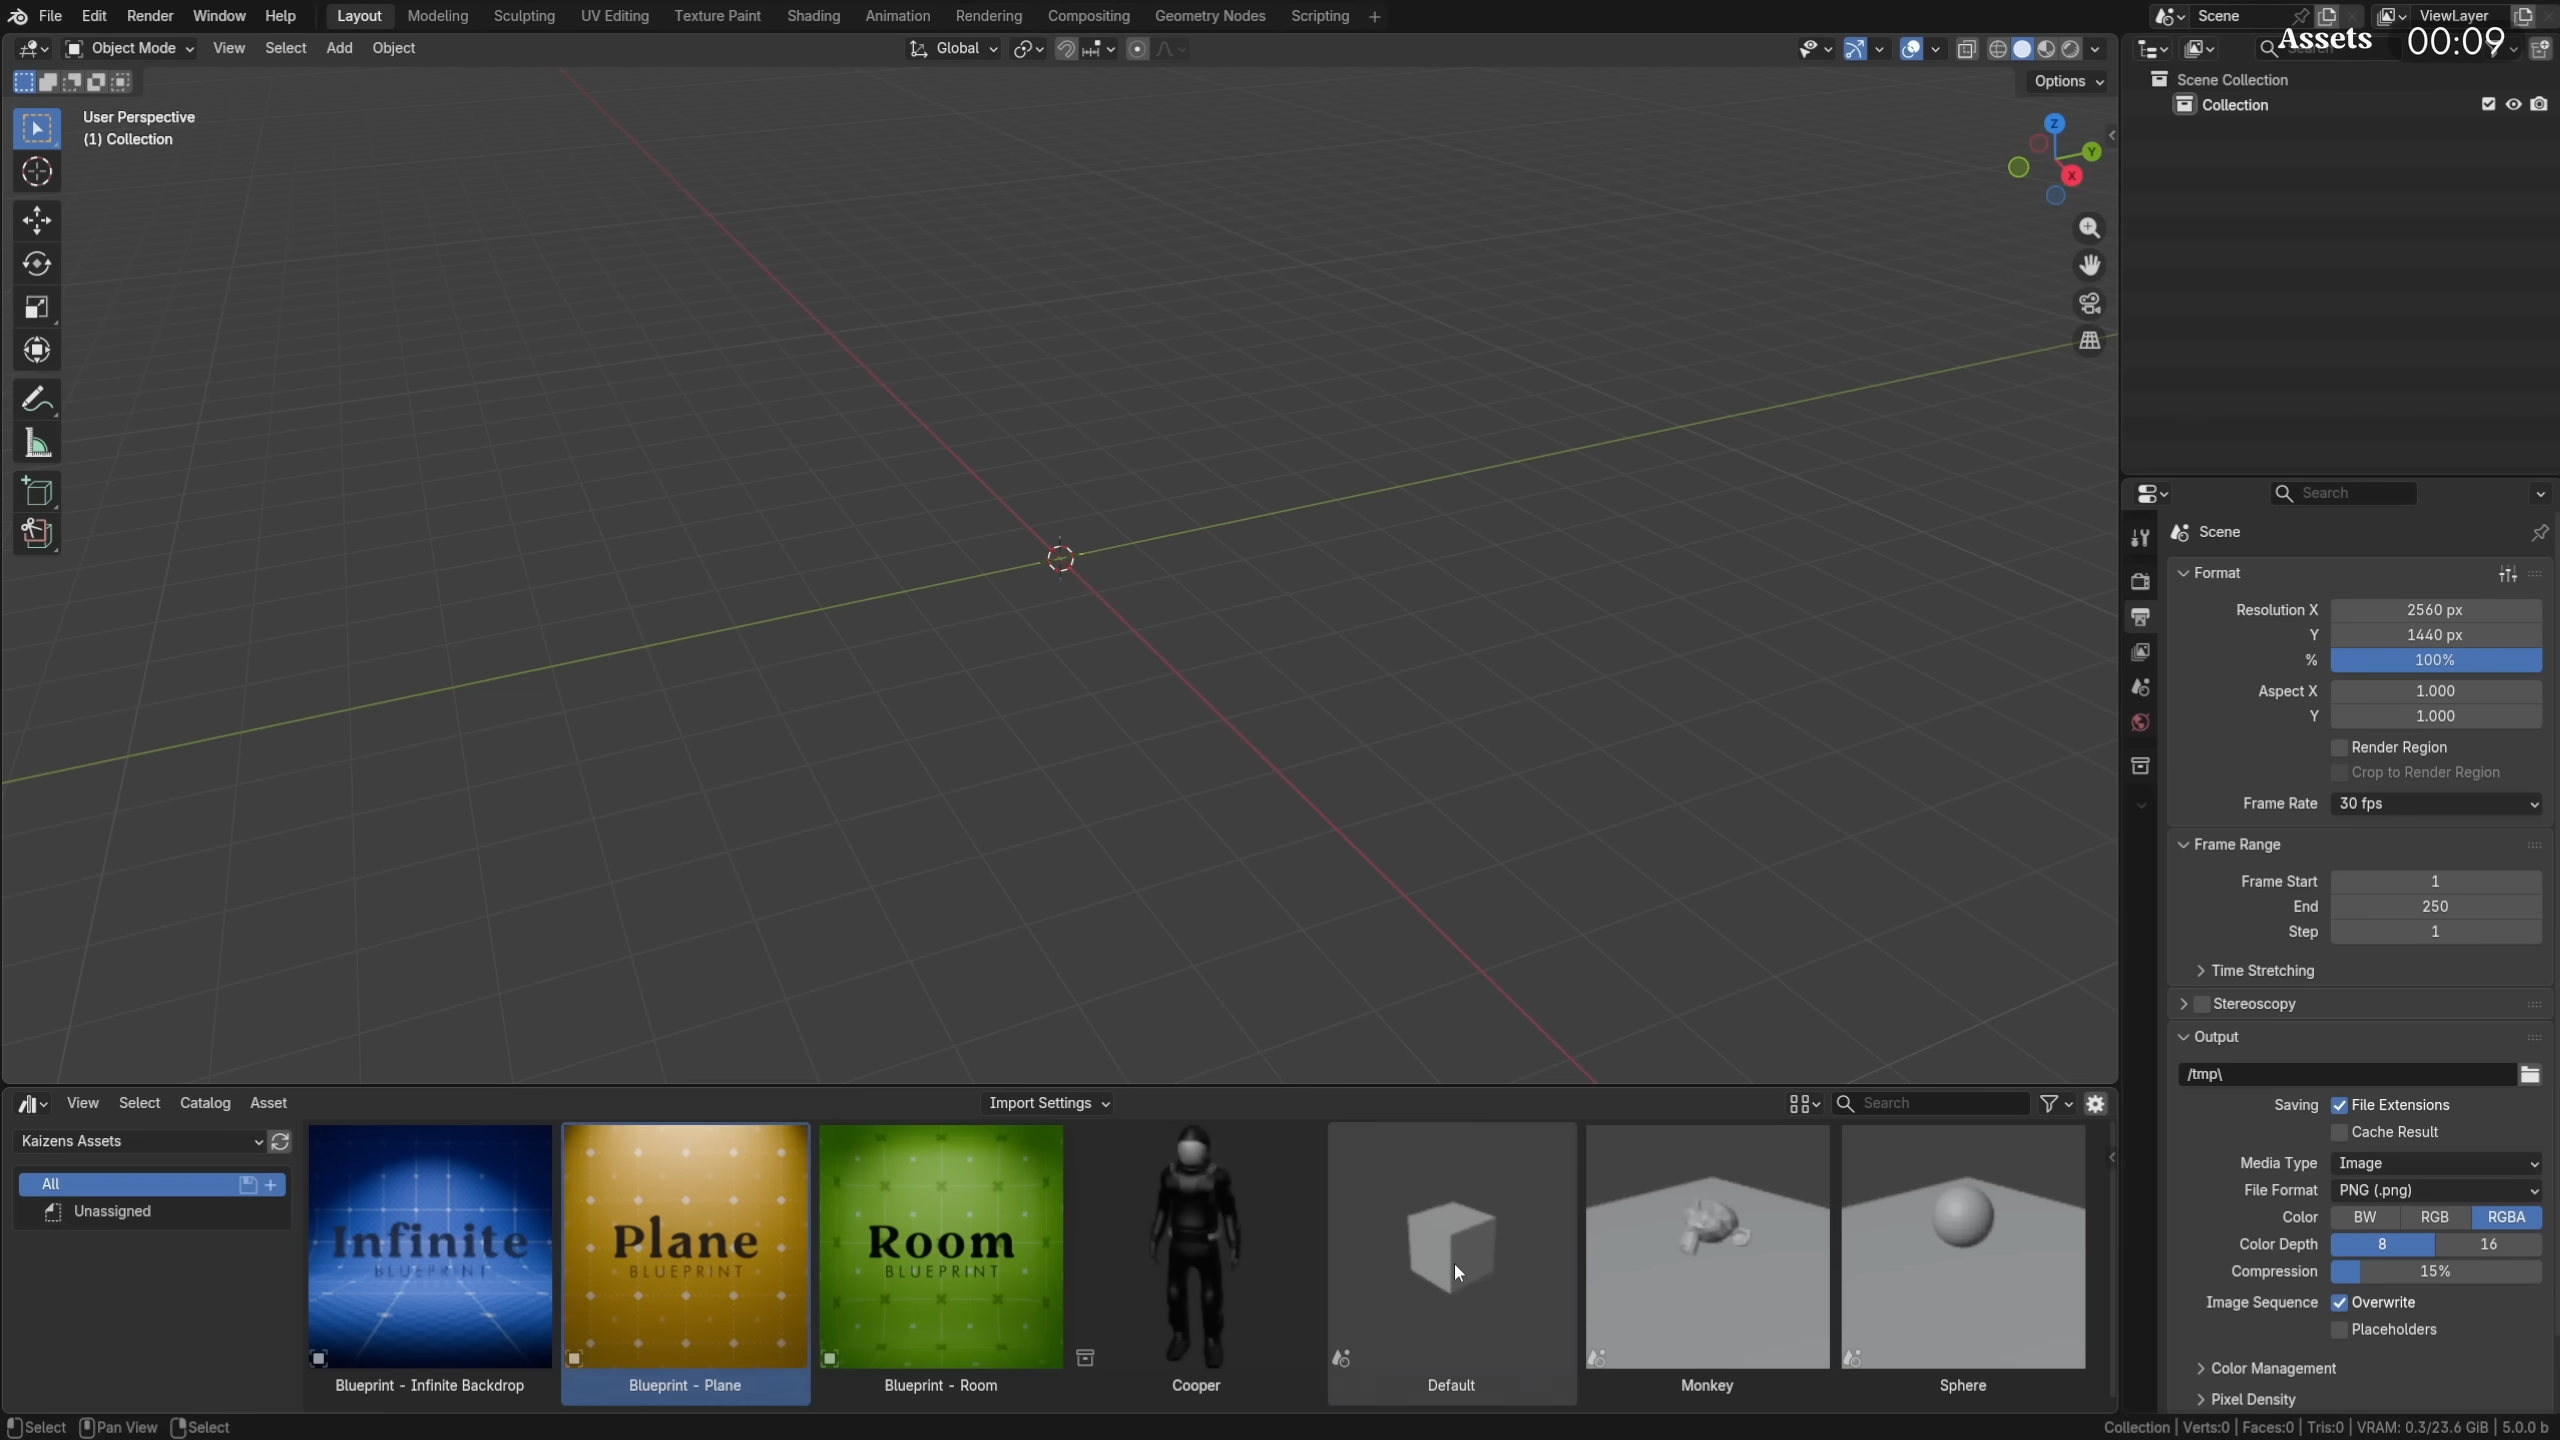 File Edit Render Window Help Layout Modeling Sculpting UV Editing Texture Paint Shading Animation Rendering Compositing Geometry Nodes Scripting + Scene ViewLayer
Object Mode View Select Add Object Global Assets 00:09
Options
Scene Collection
Collection
User Perspective
(1) Collection
Z
Y
X
Search
Scene
Format
Resolution X 2560 px
Y 1440 px
% 100%
Aspect X 1.000
Y 1.000
Render Region
Crop to Render Region
Frame Rate 30 fps
Frame Range
Frame Start 1
End 250
Step 1
Time Stretching
Stereoscopy
Output
/tmp\
Saving File Extensions
Cache Result
Media Type Image
File Format PNG (.png)
Color BW RGB RGBA
Color Depth 8 16
Compression 15%
Image Sequence Overwrite
Placeholders
Color Management
Pixel Density
View Select Catalog Asset Import Settings Search
Kaizens Assets
All +
Unassigned
Infinite
BLUEPRINT
Plane
BLUEPRINT
Room
BLUEPRINT
Blueprint - Infinite Backdrop Blueprint - Plane Blueprint - Room Cooper Default Monkey Sphere
Select Pan View Select Collection | Verts:0 | Faces:0 | Tris:0 | VRAM: 0.3/23.6 GiB | 5.0.0 b